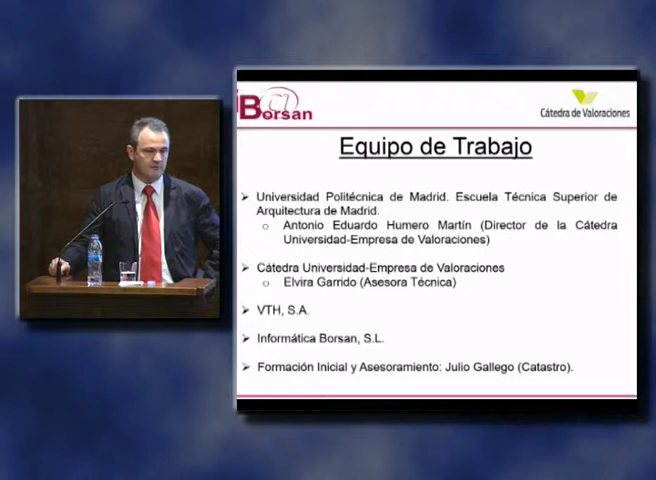 iBorsan
Cátedra de Valoraciones
Equipo de Trabajo
Universidad Politécnica de Madrid. Escuela Técnica Superior de
Arquitectura de Madrid.
Antonio Eduardo Humero Martín (Director de la Cátedra
Universidad-Empresa de Valoraciones)
Cátedra Universidad-Empresa de Valoraciones
Elvira Garrido (Asesora Técnica)
VTH, S.A.
Informática Borsan, S.L.
Formación Inicial y Asesoramiento: Julio Gallego (Catastro).